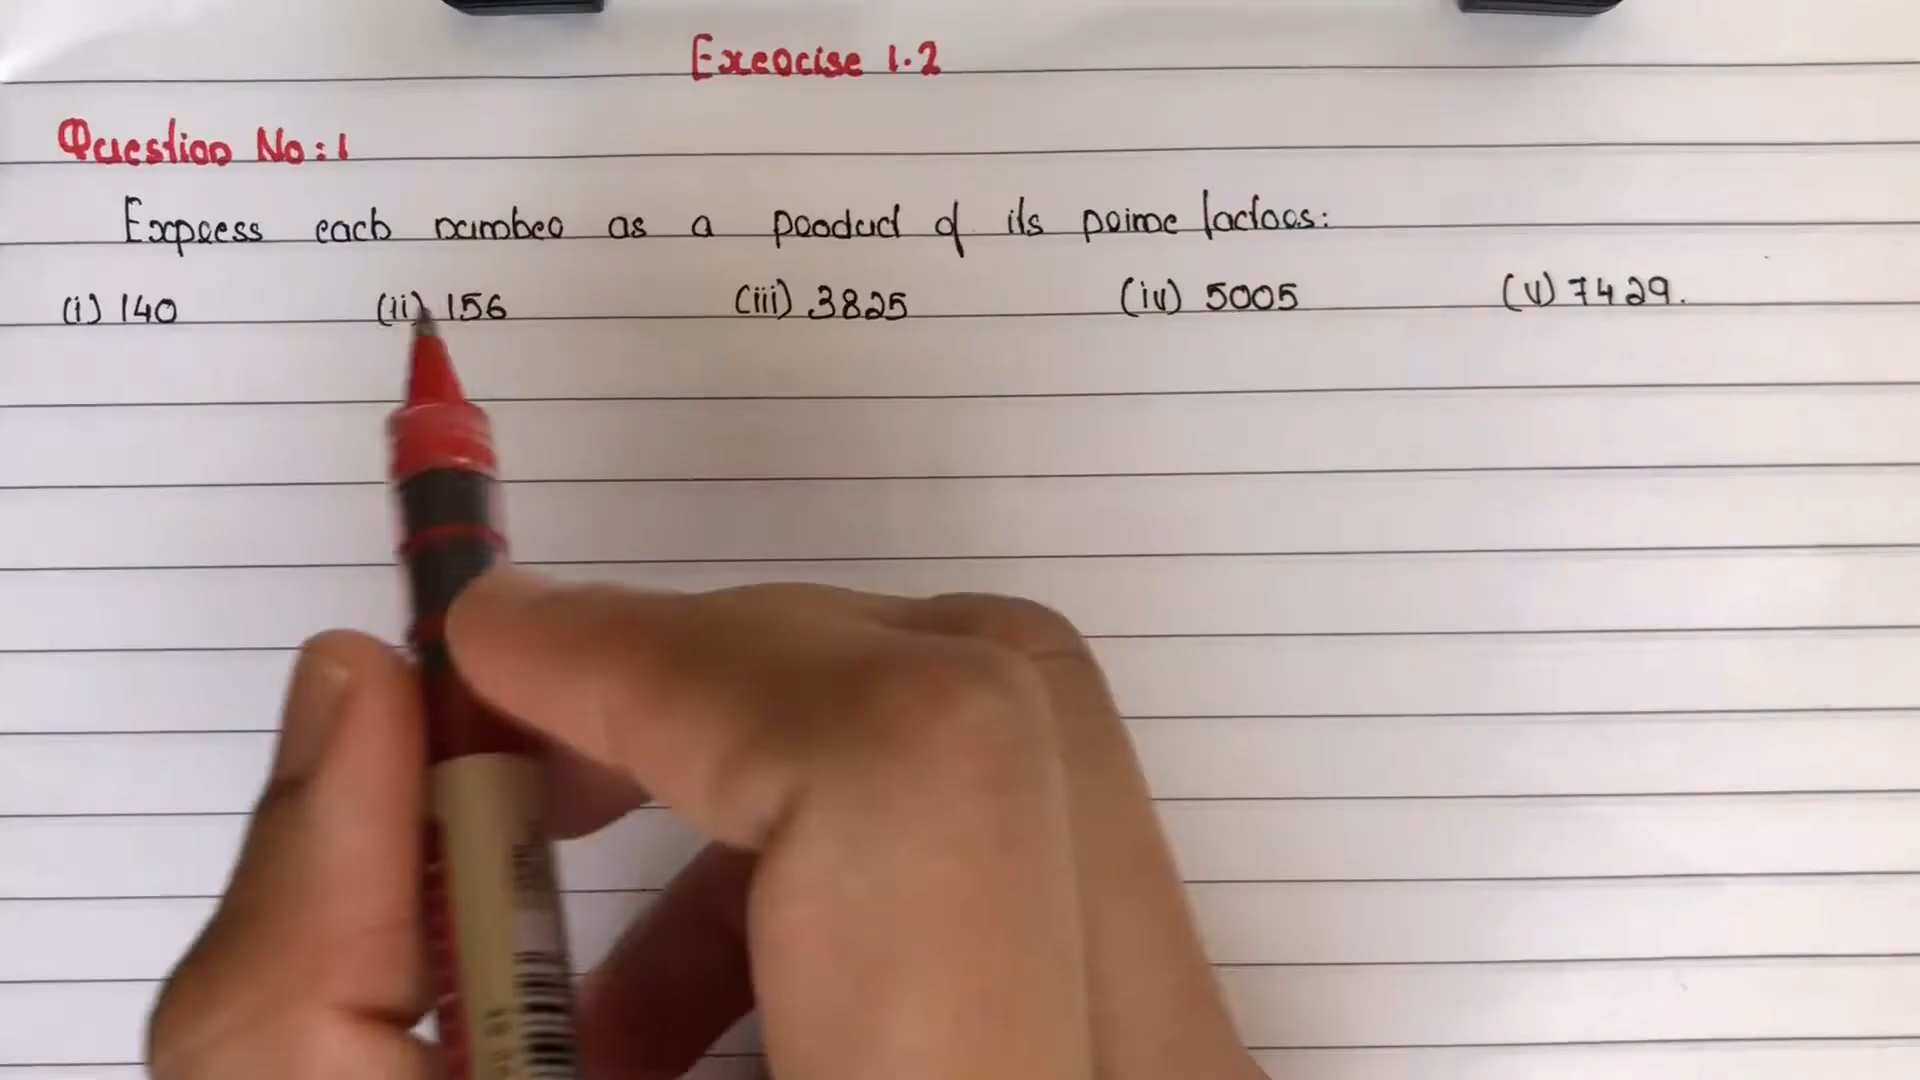 Exercise 1.2
Question No: 1
Express each number as a product of its prime factors:
(i) 140 (ii) 156 (iii) 3825 (iv) 5005 (v) 7429.